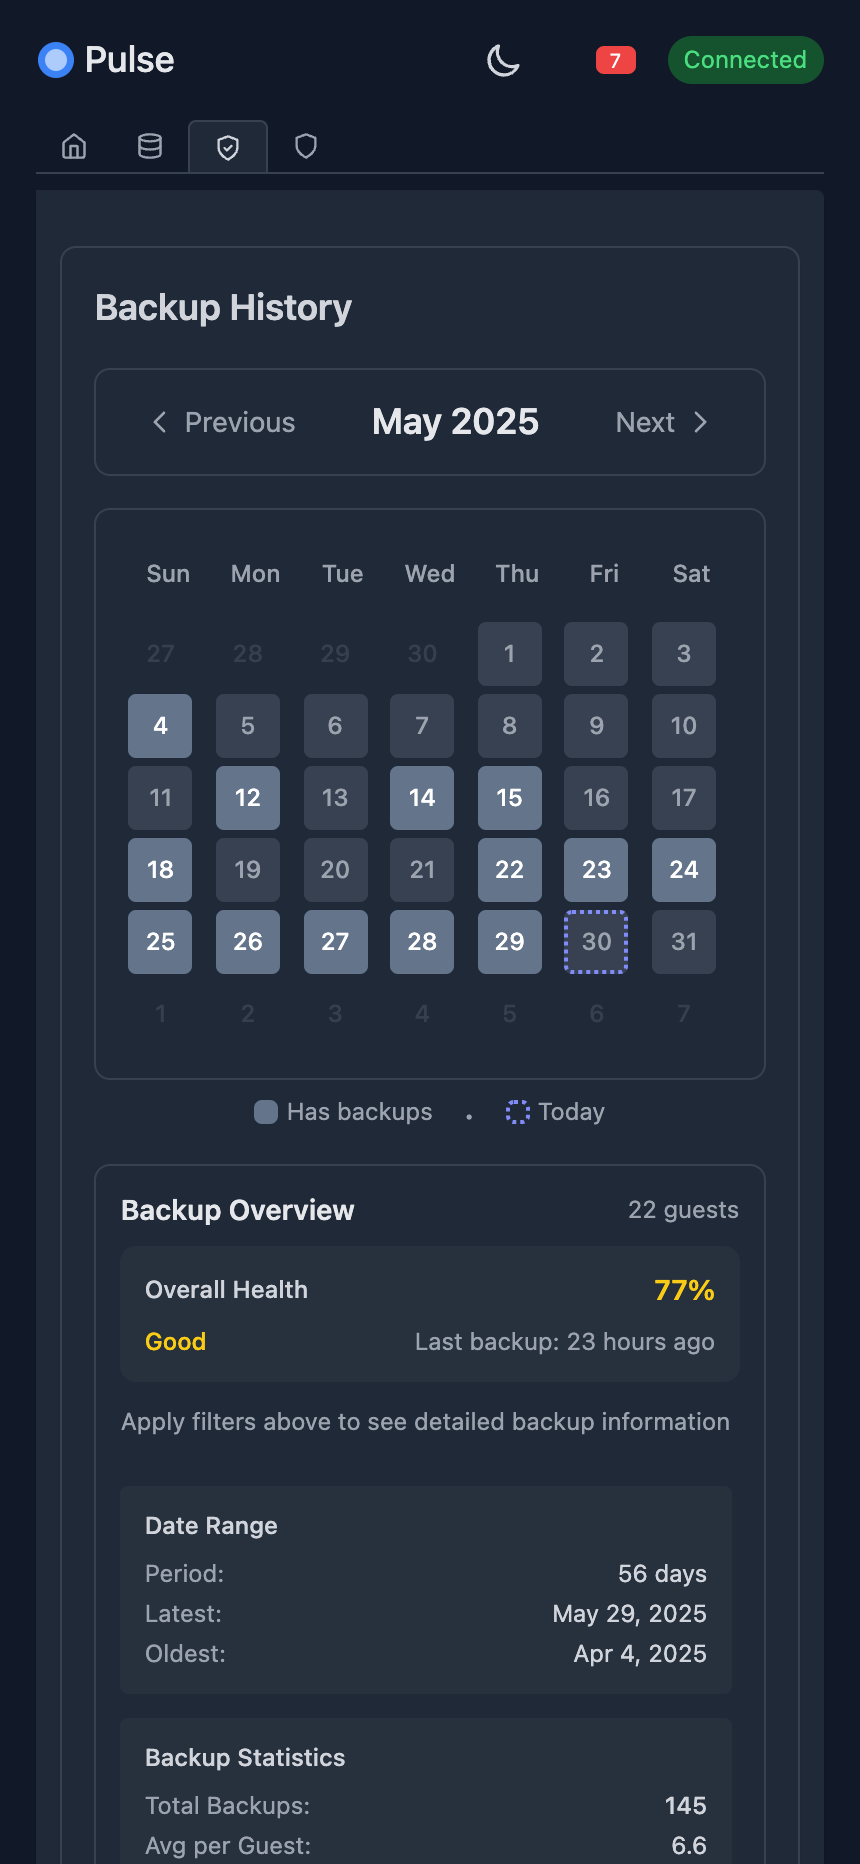 Pulse
7
Connected
Backup History
Previous
May 2025
Next
Sun Mon Tue Wed Thu Fri Sat
27 28 29 30 1 2 3
4 5 6 7 8 9 10
11 12 13 14 15 16 17
18 19 20 21 22 23 24
25 26 27 28 29 30 31
1 2 3 4 5 6 7
Has backups . Today
Backup Overview 22 guests
Overall Health 77%
Good Last backup: 23 hours ago
Apply filters above to see detailed backup information
Date Range
Period: 56 days
Latest: May 29, 2025
Oldest: Apr 4, 2025
Backup Statistics
Total Backups: 145
Avg per Guest: 6.6